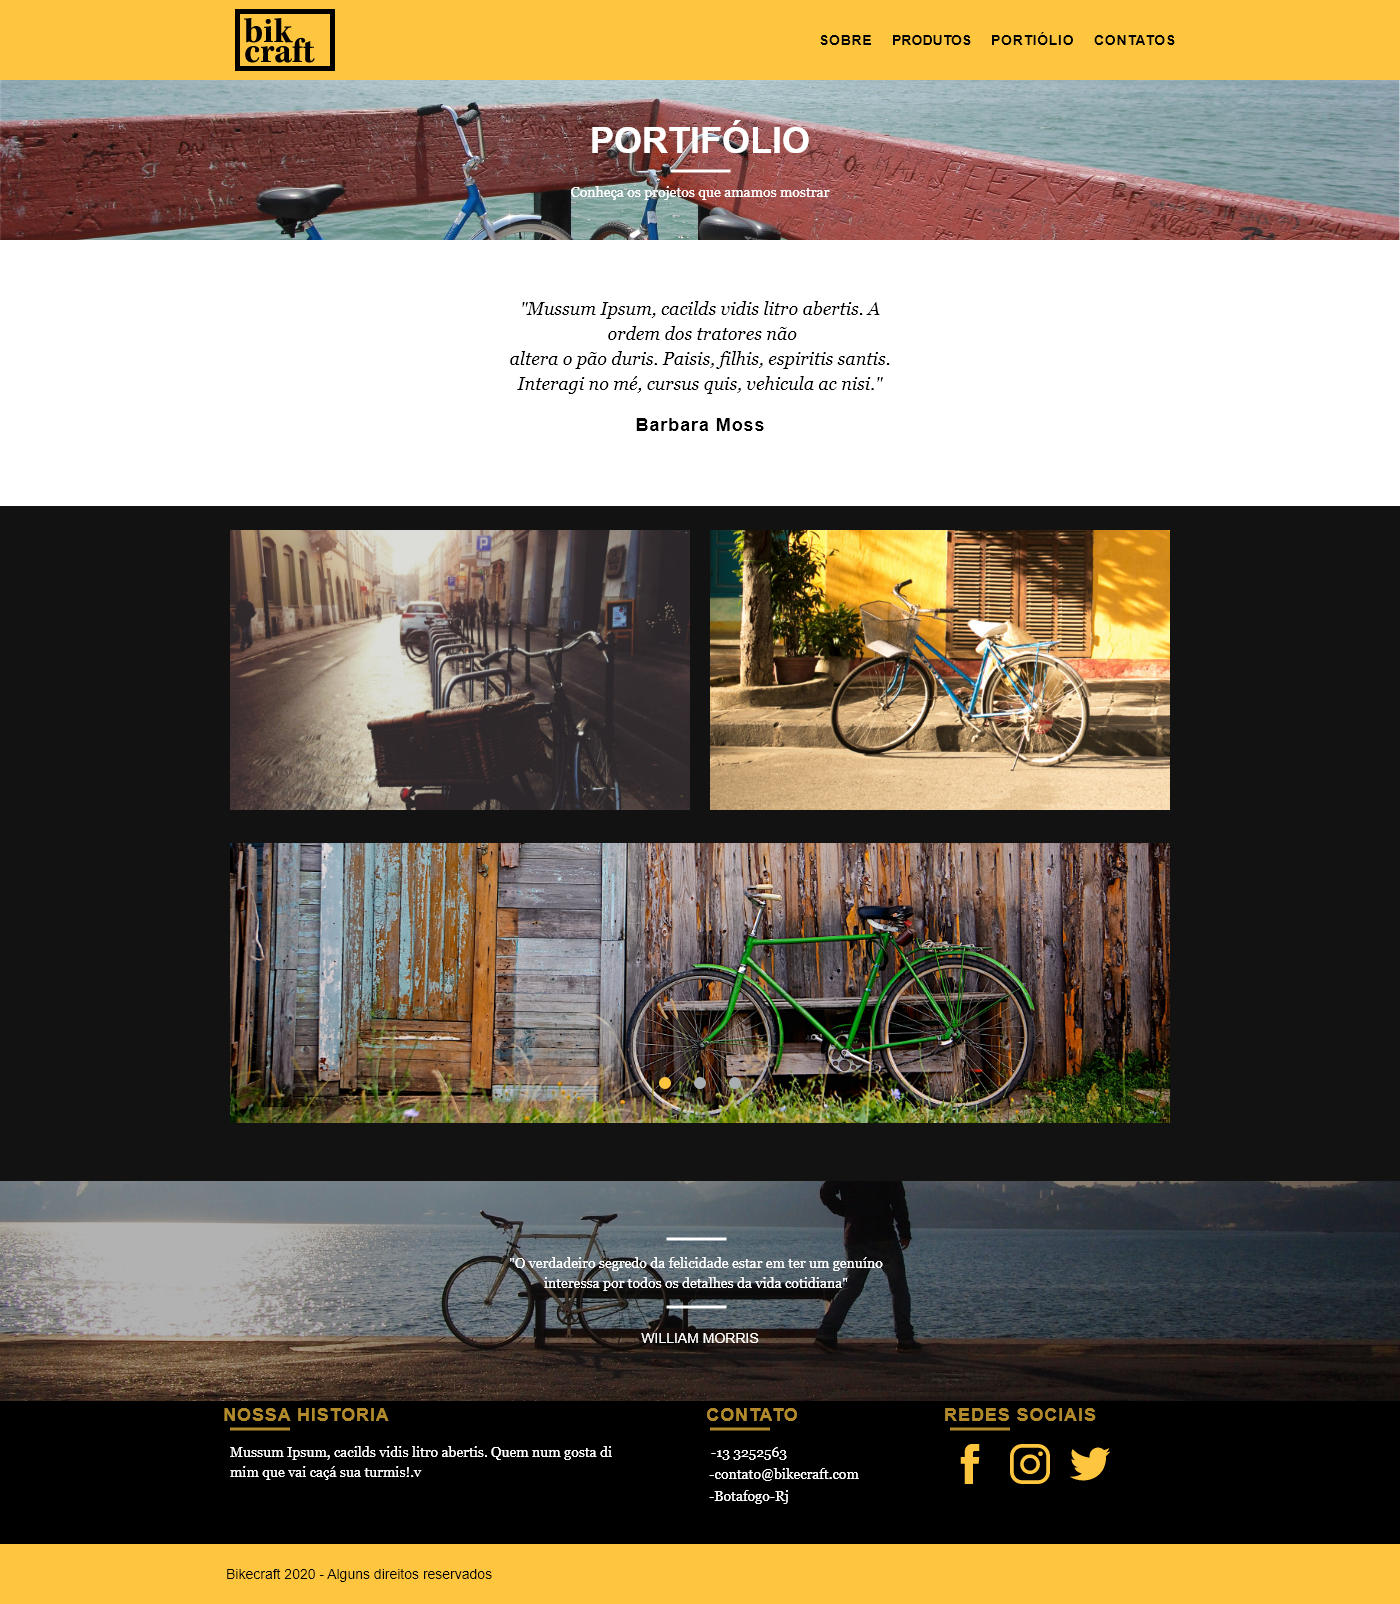 bik
craft
SOBRE PRODUTOS PORTIÓLIO CONTATOS
PORTIFÓLIO
Conheça os projetos que amamos mostrar
"Mussum Ipsum, cacilds vidis litro abertis. A
ordem dos tratores não
altera o pão duris. Paisis, filhis, espiritis santis.
Interagi no mé, cursus quis, vehicula ac nisi."
Barbara Moss
P
"O verdadeiro segredo da felicidade estar em ter um genuíno
interessa por todos os detalhes da vida cotidiana"
WILLIAM MORRIS
NOSSA HISTORIA
Mussum Ipsum, cacilds vidis litro abertis. Quem num gosta di
mim que vai caçá sua turmis!.v
CONTATO
-13 3252563
-contato@bikecraft.com
-Botafogo-Rj
REDES SOCIAIS
Bikecraft 2020 - Alguns direitos reservados